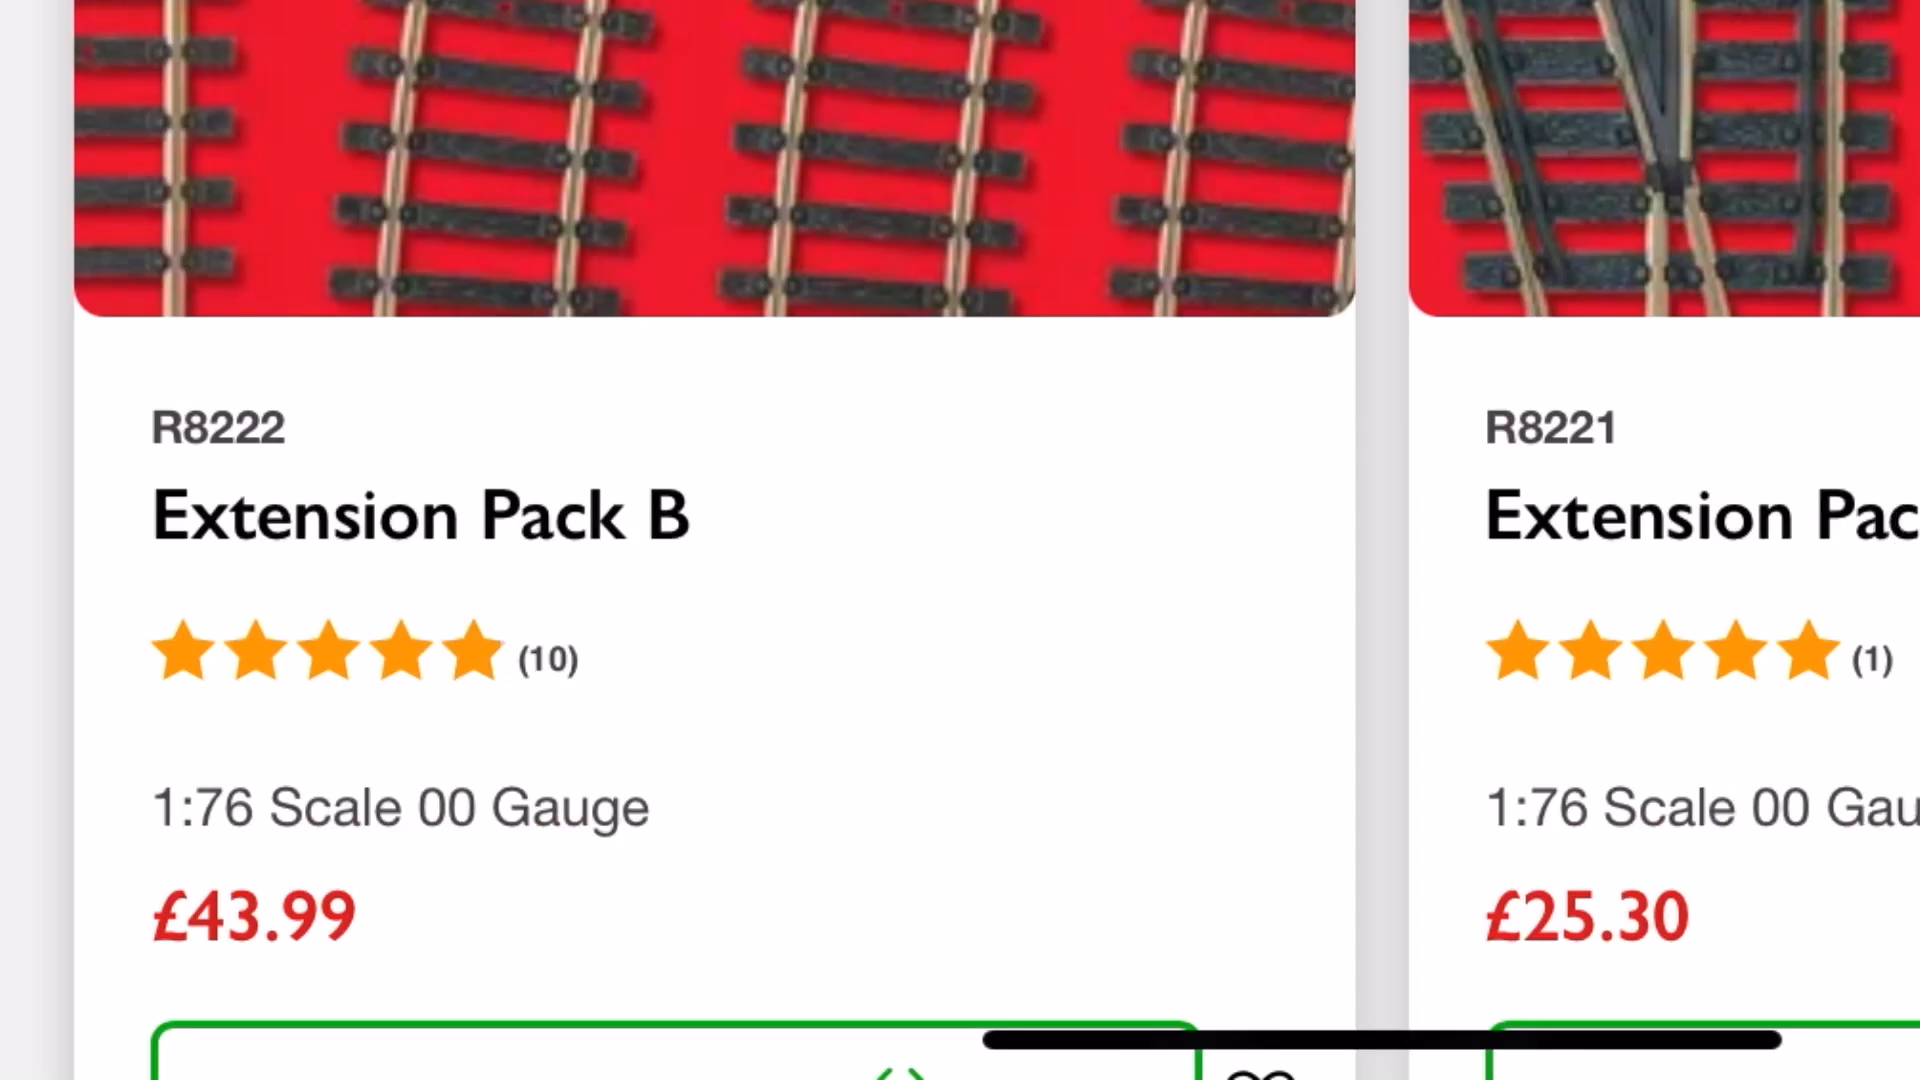 R8222
Extension Pack B
(10)
1:76 Scale 00 Gauge
£43.99
R8221
Extension Pac
(1)
1:76 Scale 00 Gau
£25.30